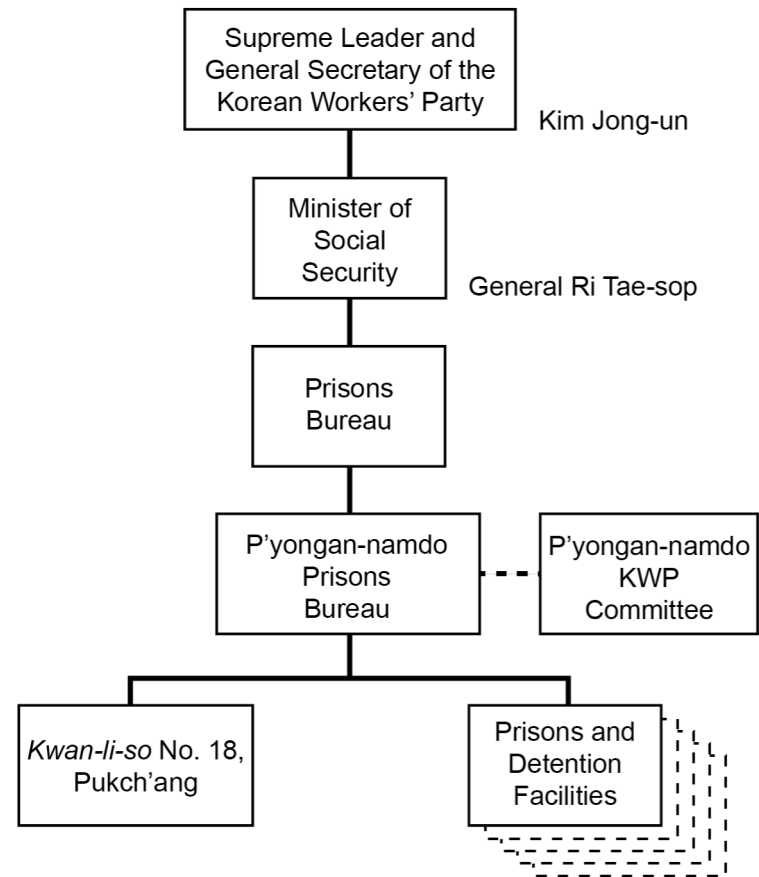 Supreme Leader and
General Secretary of the
Korean Workers’ Party
Kim Jong-un
Minister of
Social
Security
General Ri Tae-sop
Prisons
Bureau
P’yongan-namdo
Prisons
Bureau
P’yongan-namdo
KWP
Committee
Kwan-li-so No. 18,
Pukch’ang
Prisons and
Detention
Facilities